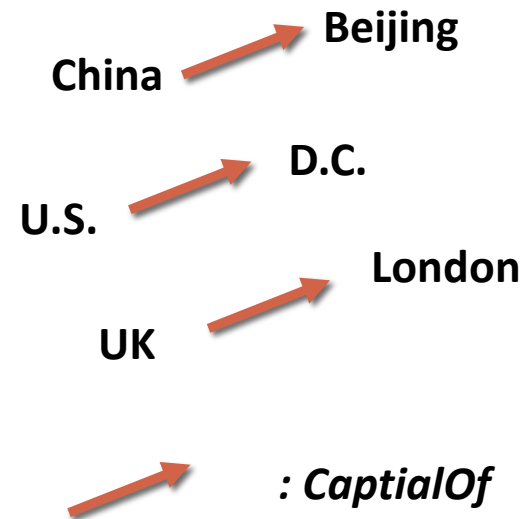 Beijing
China
D.C.
U.S.
London
UK
: CaptialOf